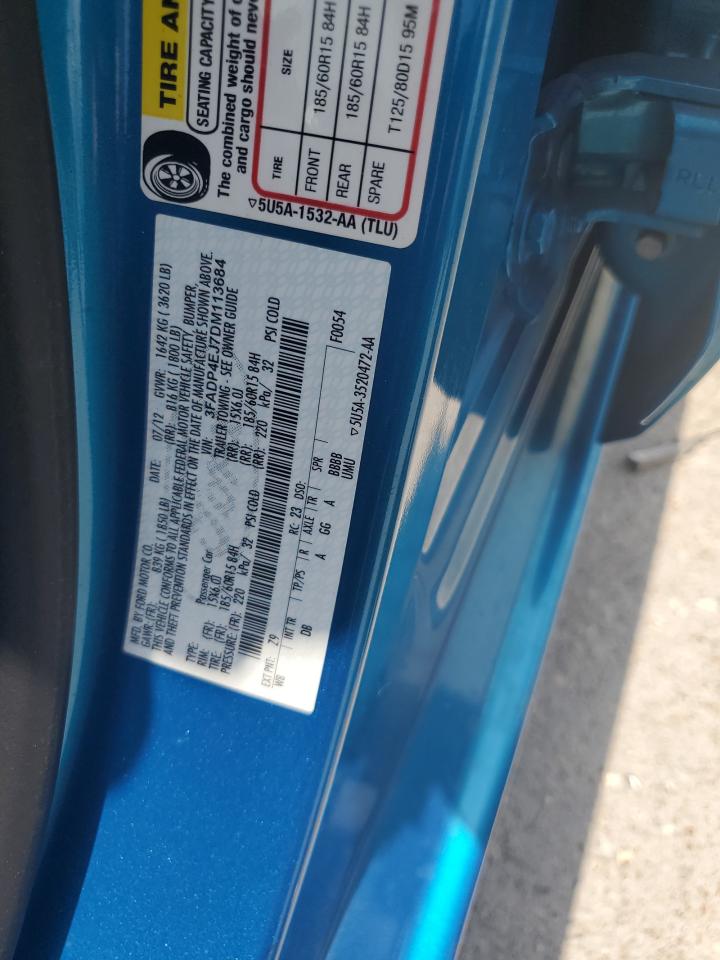 TIRE AN
SEATING CAPACITY
The combined weight of o
and cargo should neve
TIRE SIZE
FRONT 185/60R15 84H
REAR 185/60R15 84H
SPARE T125/80D15 95M
▽5U5A-1532-AA (TLU)
MFD. BY FORD MOTOR CO.
DATE: 07/12 GVWR: 1642 KG ( 3620 LB)
GAWR: (FR): 839 KG ( 1850 LB) (RR): 816 KG ( 1800 LB)
THIS VEHICLE CONFORMS TO ALL APPLICABLE FEDERAL MOTOR VEHICLE SAFETY, BUMPER,
AND THEFT PREVENTION STANDARDS IN EFFECT ON THE DATE OF MANUFACTURE SHOWN ABOVE.
VIN: 3FADP4EJ7DM113684
TYPE: Passenger Car TRAILER TOWING - SEE OWNER GUIDE
RIM: (FR): 15X6.0J (RR): 15X6.0J
TIRE: (FR): 185/60R15 84H (RR): 185/60R15 84H
PRESSURE: (FR): 220 kPa/ 32 PSI COLD (RR): 220 kPa/ 32 PSI COLD
EXT PNT: Z9 RC: 23 DSO: F0054
WB INT TR TP/PS R AXLE TR SPR
DB A GG A BBBB
UMU
▽5U5A-3520472-AA